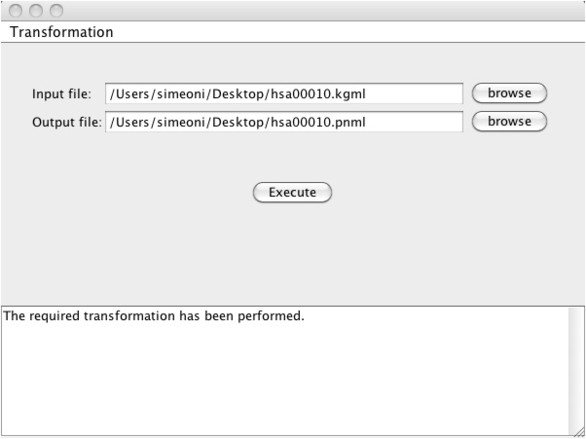 Transformation
Input file: /Users/simeoni/Desktop/hsa00010.kgml browse
Output file: /Users/simeoni/Desktop/hsa00010.pnml browse
Execute
The required transformation has been performed.